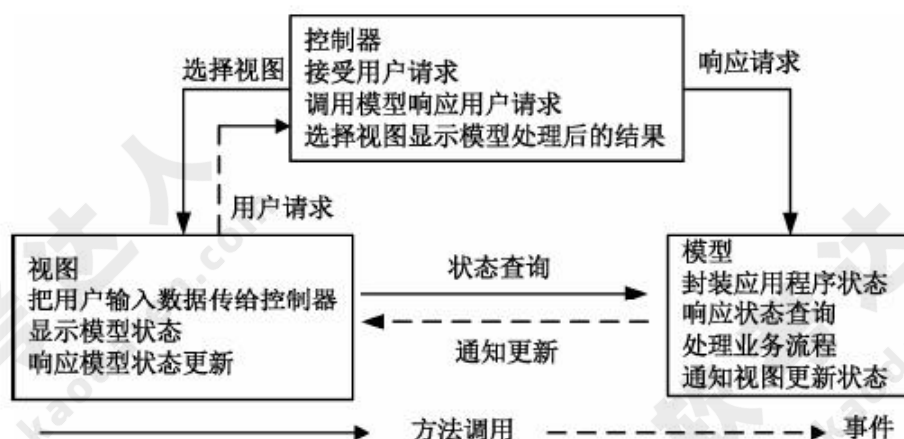 控制器
接受用户请求
调用模型响应用户请求
选择视图显示模型处理后的结果
选择视图
响应请求
用户请求
视图
把用户输入数据传给控制器
显示模型状态
响应模型状态更新
状态查询
通知更新
模型
封装应用程序状态
响应状态查询
处理业务流程
通知视图更新状态
方法调用
事件